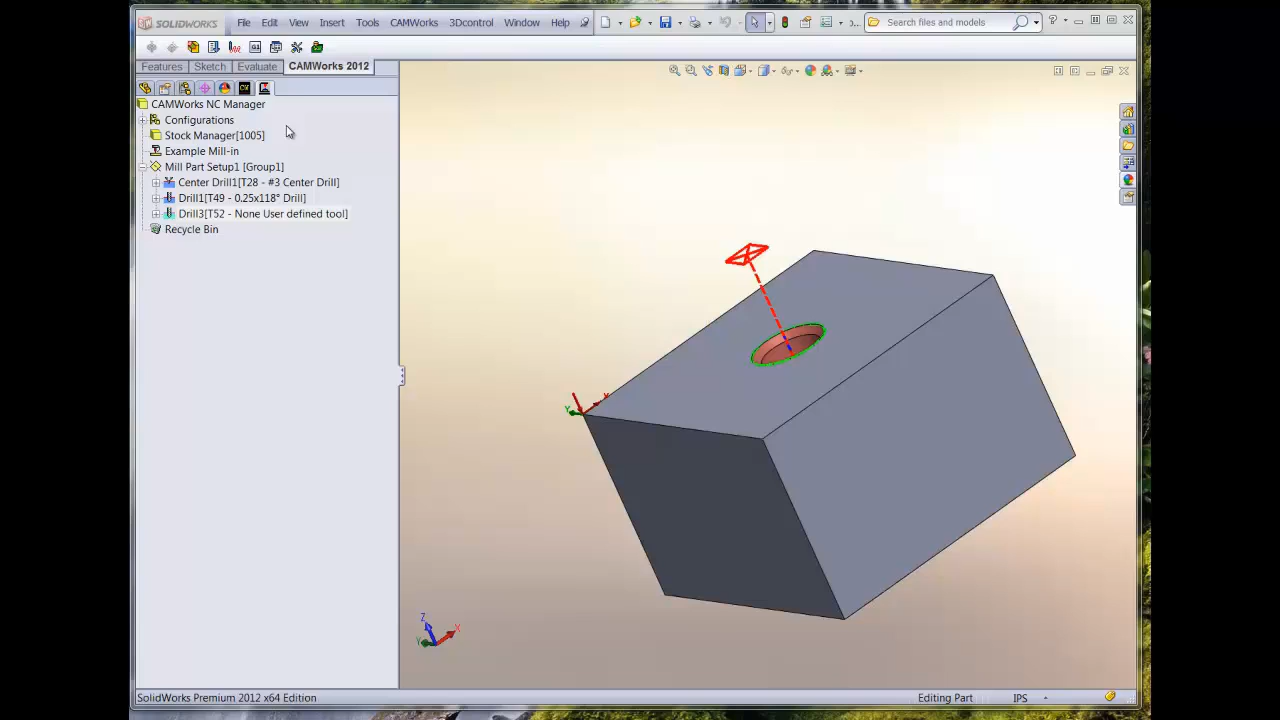 SOLIDWORKS File Edit View Insert Tools CAMWorks 3Dcontrol Window Help Search files and models ?
Features Sketch Evaluate CAMWorks 2012
CAMWorks NC Manager
Configurations
Stock Manager[1005]
Example Mill-in
Mill Part Setup1 [Group1]
Center Drill1[T28 - #3 Center Drill]
Drill1[T49 - 0.25x118° Drill]
Drill3[T52 - None User defined tool]
Recycle Bin
X
Y
Z
X
Y
SolidWorks Premium 2012 x64 Edition Editing Part IPS